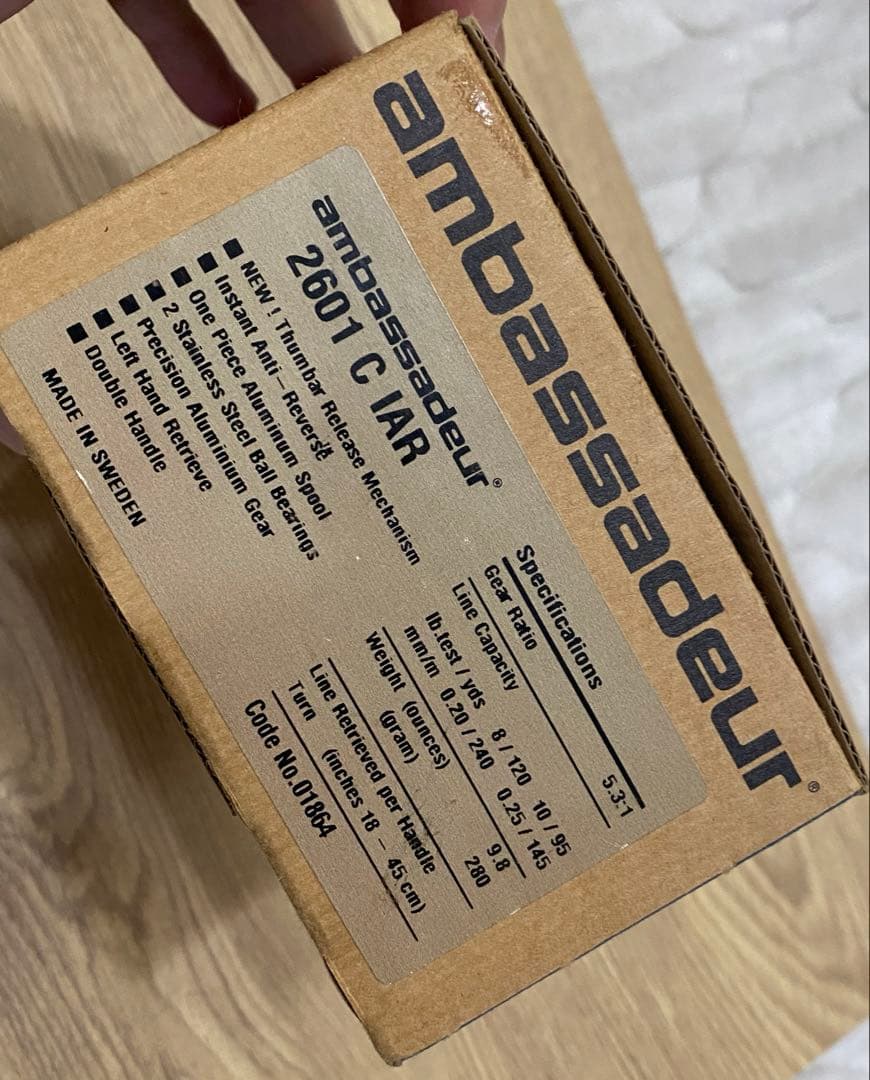 ambassadeur®
ambassadeur®
2601 C IAR
■ NEW ! Thumbar Release Mechanism
■ Instant Anti – Reverse
■ One Piece Aluminum Spool
■ 2 Stainless Steel Ball Bearings
■ Precision Aluminium Gear
■ Left Hand Retrieve
■ Double Handle
MADE IN SWEDEN
Specifications
Gear Ratio 5.3:1
Line Capacity
lb.test / yds 8 / 120 10 / 95
mm/m 0.20 / 240 0.25 / 145
Weight (ounces) 9.8
(gram) 280
Line Retrieved per Handle
Turn (inches 18 – 45 cm)
Code No.01864